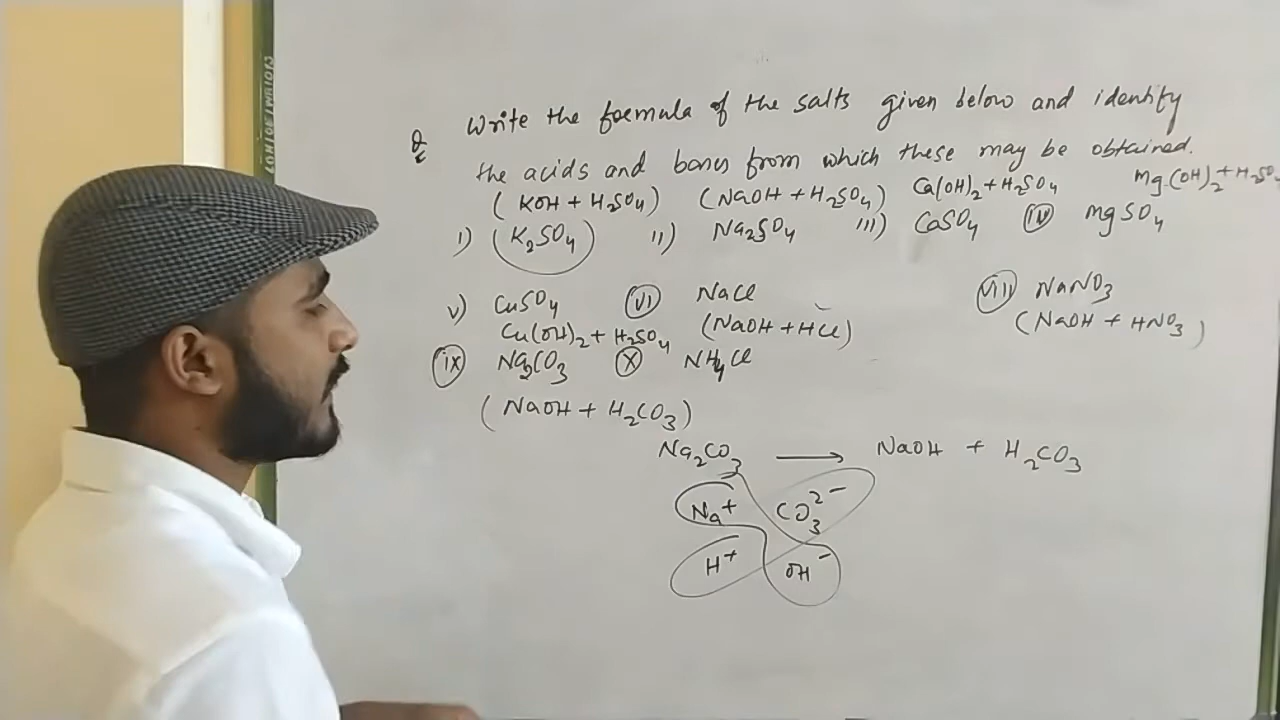 Q Write the formula of the salts given below and identify
the acids and bases from which these may be obtained.
(KOH + H₂SO₄) (NaOH + H₂SO₄) Ca(OH)₂ + H₂SO₄ Mg(OH)₂ + H₂SO₄
i) (K₂SO₄) ii) Na₂SO₄ iii) CaSO₄ iv mgSO₄
v) CuSO₄ vi NaCl viii NaNO₃
Cu(OH)₂ + H₂SO₄ (NaOH + HCl) (NaOH + HNO₃)
ix Na₂CO₃ x NH₄Cl
(NaOH + H₂CO₃)
Na₂CO₃ ⟶ NaOH + H₂CO₃
Na⁺ CO₃²⁻
H⁺ OH⁻